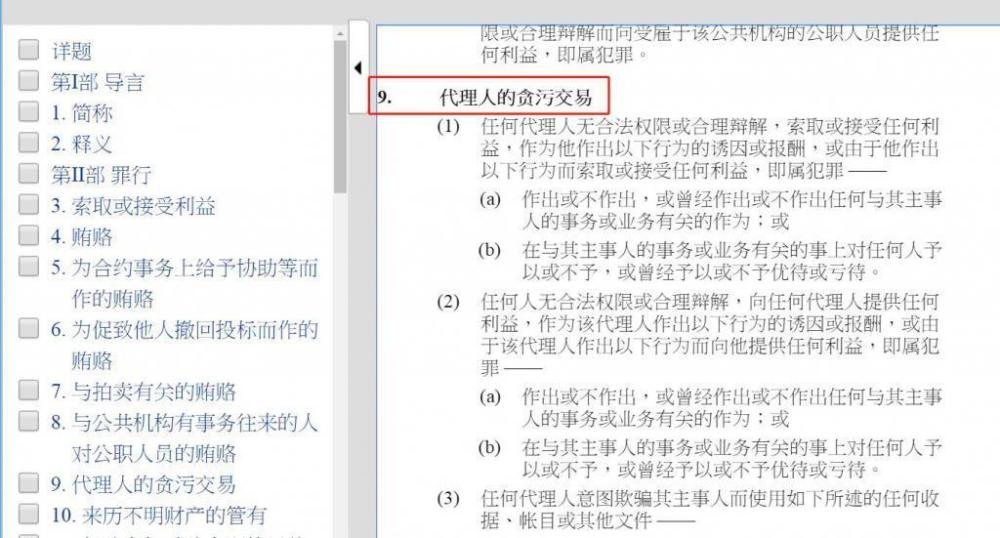 详题
第I部 导言
1. 简称
2. 释义
第II部 罪行
3. 索取或接受利益
4. 贿赂
5. 为合约事务上给予协助等而
作的贿赂
6. 为促致他人撤回投标而作的
贿赂
7. 与拍卖有关的贿赂
8. 与公共机构有事务往来的人
对公职人员的贿赂
9. 代理人的贪污交易
10. 来历不明财产的管有
限或合理辩解而向受雇于该公共机构的公职人员提供任
何利益，即属犯罪。
9. 代理人的贪污交易
(1) 任何代理人无合法权限或合理辩解，索取或接受任何利
益，作为他作出以下行为的诱因或报酬，或由于他作出
以下行为而索取或接受任何利益，即属犯罪 ——
(a) 作出或不作出，或曾经作出或不作出任何与其主事
人的事务或业务有关的作为；或
(b) 在与其主事人的事务或业务有关的事上对任何人予
以或不予，或曾经予以或不予优待或亏待。
(2) 任何人无合法权限或合理辩解，向任何代理人提供任何
利益，作为该代理人作出以下行为的诱因或报酬，或由
于该代理人作出以下行为而向他提供任何利益，即属犯
罪 ——
(a) 作出或不作出，或曾经作出或不作出任何与其主事
人的事务或业务有关的作为；或
(b) 在与其主事人的事务或业务有关的事上对任何人予
以或不予，或曾经予以或不予优待或亏待。
(3) 任何代理人意图欺骗其主事人而使用如下所述的任何收
据、帐目或其他文件 ——